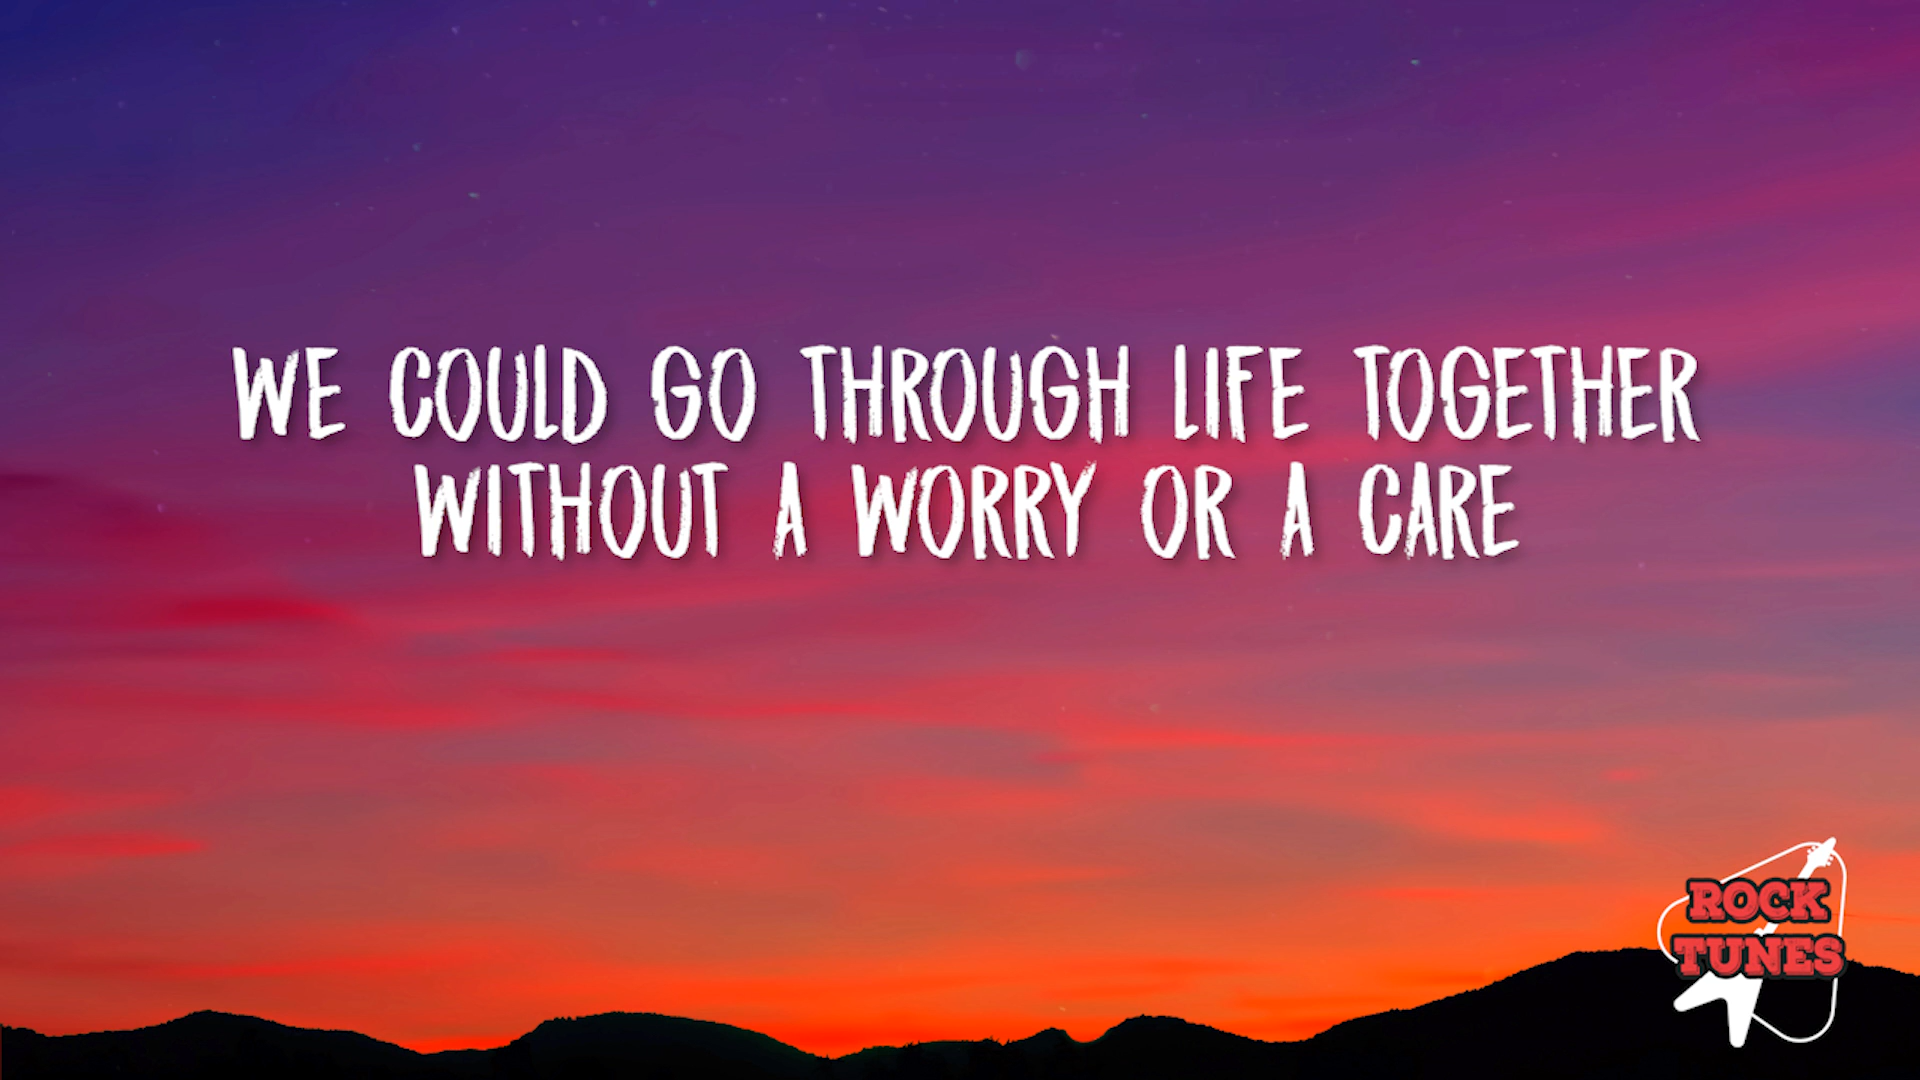 WE COULD GO THROUGH LIFE TOGETHER
WITHOUT A WORRY OR A CARE
ROCK
TUNES